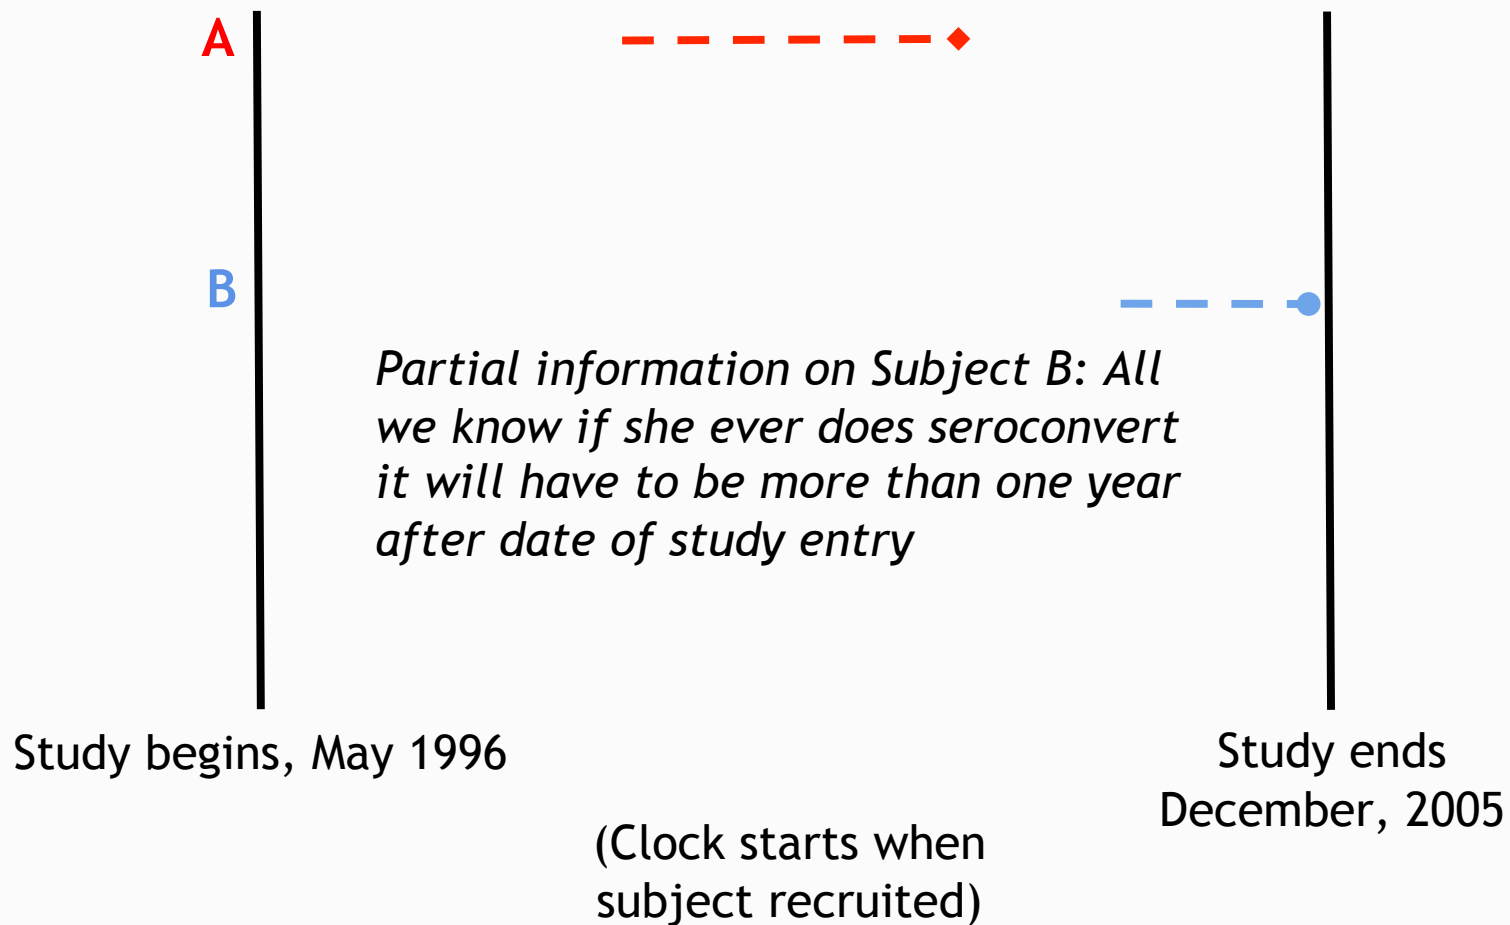 A
B
Partial information on Subject B: All
we know if she ever does seroconvert
it will have to be more than one year
after date of study entry
Study begins, May 1996
Study ends
December, 2005
(Clock starts when
subject recruited)